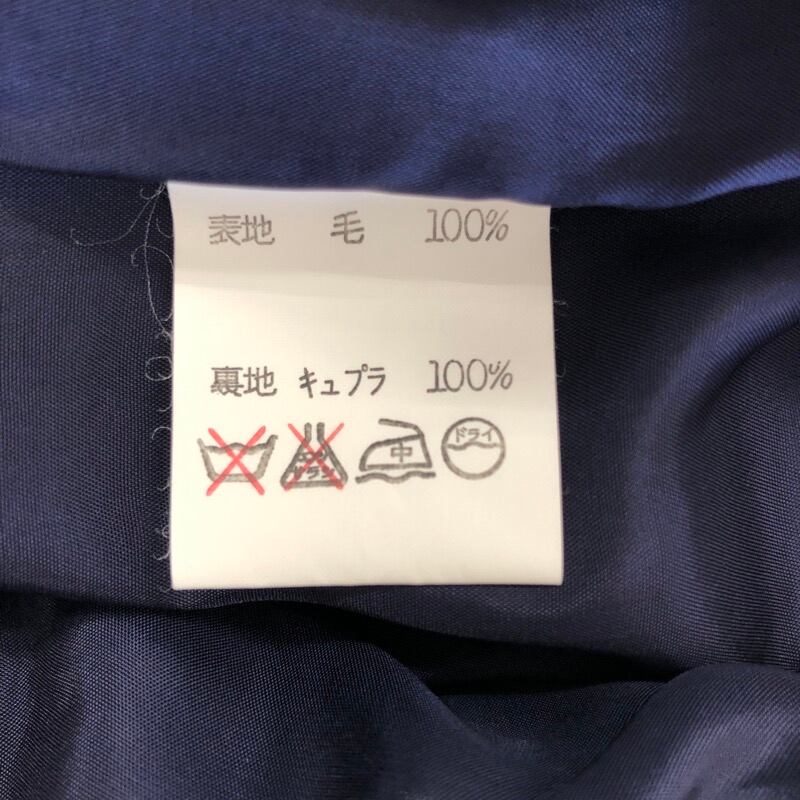 表地 毛 100%
裏地 キュプラ 100%
中 ドライ